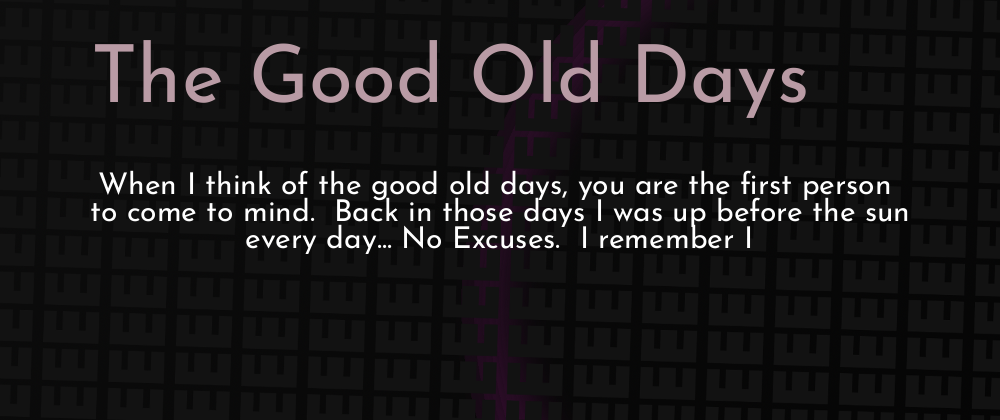 The Good Old Days
When I think of the good old days, you are the first person
to come to mind.  Back in those days I was up before the sun
every day... No Excuses.  I remember I